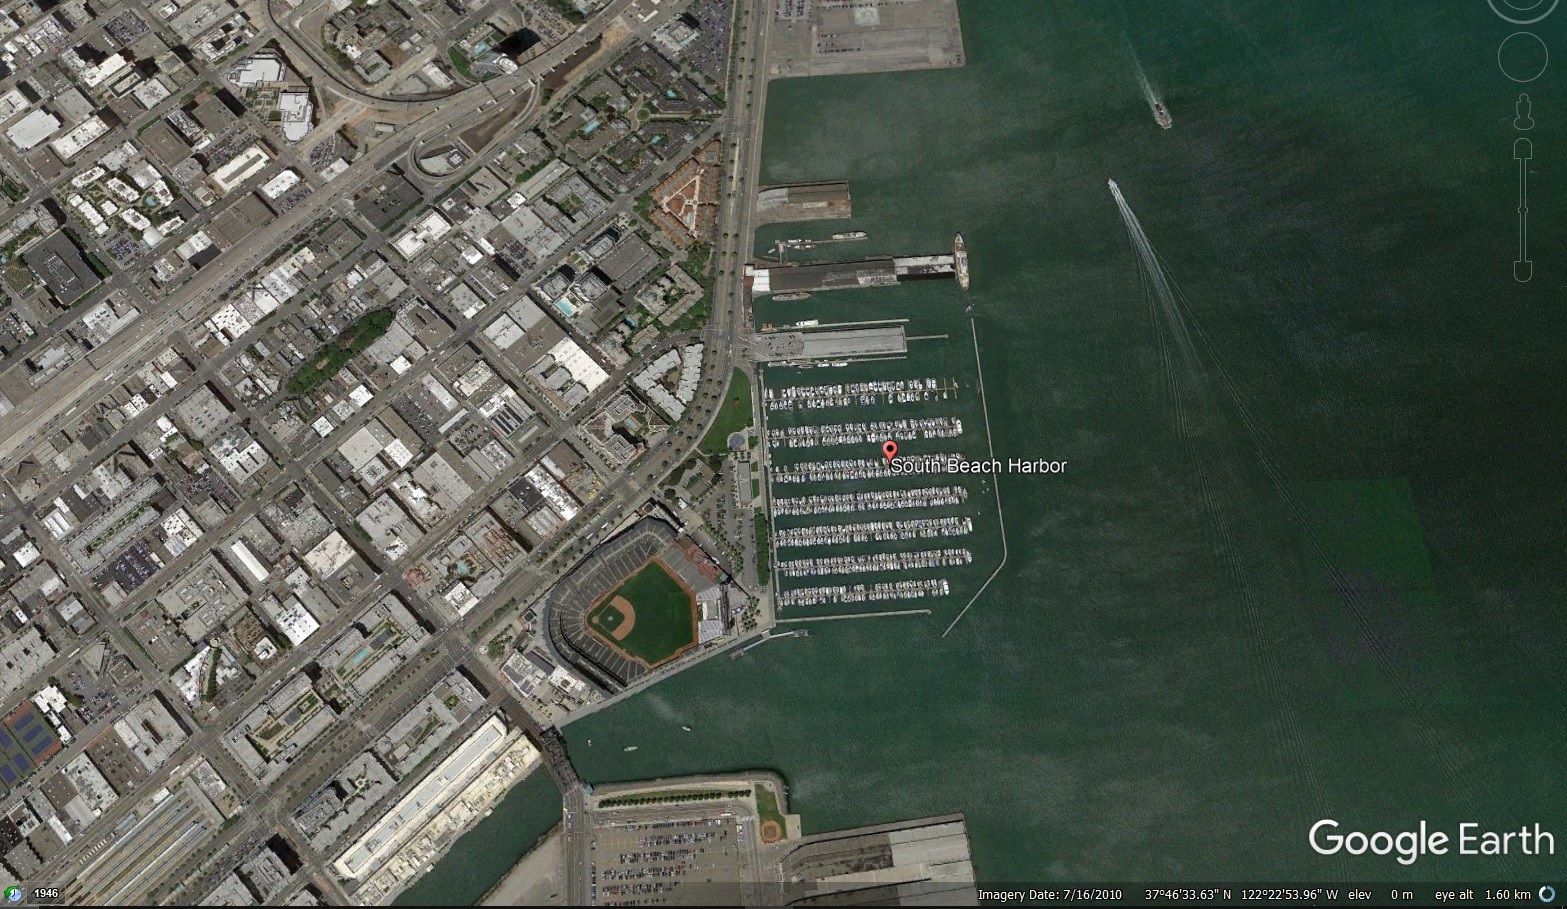 South Beach Harbor
Google Earth
1946
Imagery Date: 7/16/2010 37°46'33.63" N 122°22'53.96" W elev 0 m eye alt 1.60 km